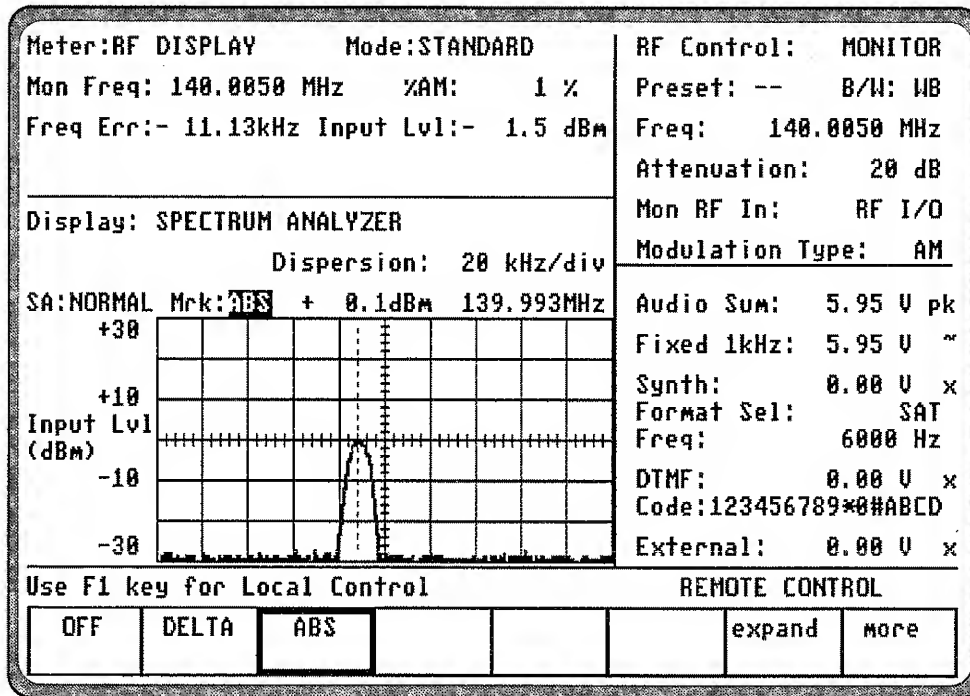 Meter:RF DISPLAY Mode:STANDARD
Mon Freq: 140.0050 MHz %AM: 1 %
Freq Err:- 11.13kHz Input Lvl:- 1.5 dBm
Display: SPECTRUM ANALYZER
Dispersion: 20 kHz/div
SA:NORMAL Mrk:ABS + 0.1dBm 139.993MHz
+30
+10
Input Lvl
(dBm)
-10
-30
RF Control: MONITOR
Preset: -- B/W: WB
Freq: 140.0050 MHz
Attenuation: 20 dB
Mon RF In: RF I/O
Modulation Type: AM
Audio Sum: 5.95 V pk
Fixed 1kHz: 5.95 V ~
Synth: 0.00 V x
Format Sel: SAT
Freq: 6000 Hz
DTMF: 0.00 V x
Code:123456789*0#ABCD
External: 0.00 V x
Use F1 key for Local Control REMOTE CONTROL
OFF DELTA ABS expand more